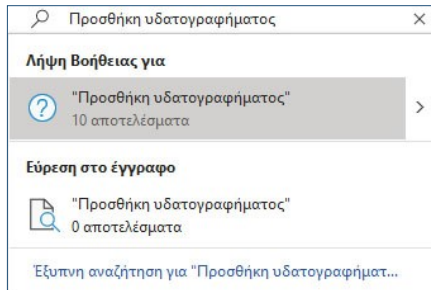 Προσθήκη υδατογραφήματος
Λήψη Βοήθειας για
"Προσθήκη υδατογραφήματος"
10 αποτελέσματα
Εύρεση στο έγγραφο
"Προσθήκη υδατογραφήματος"
0 αποτελέσματα
Έξυπνη αναζήτηση για "Προσθήκη υδατογραφήματ...